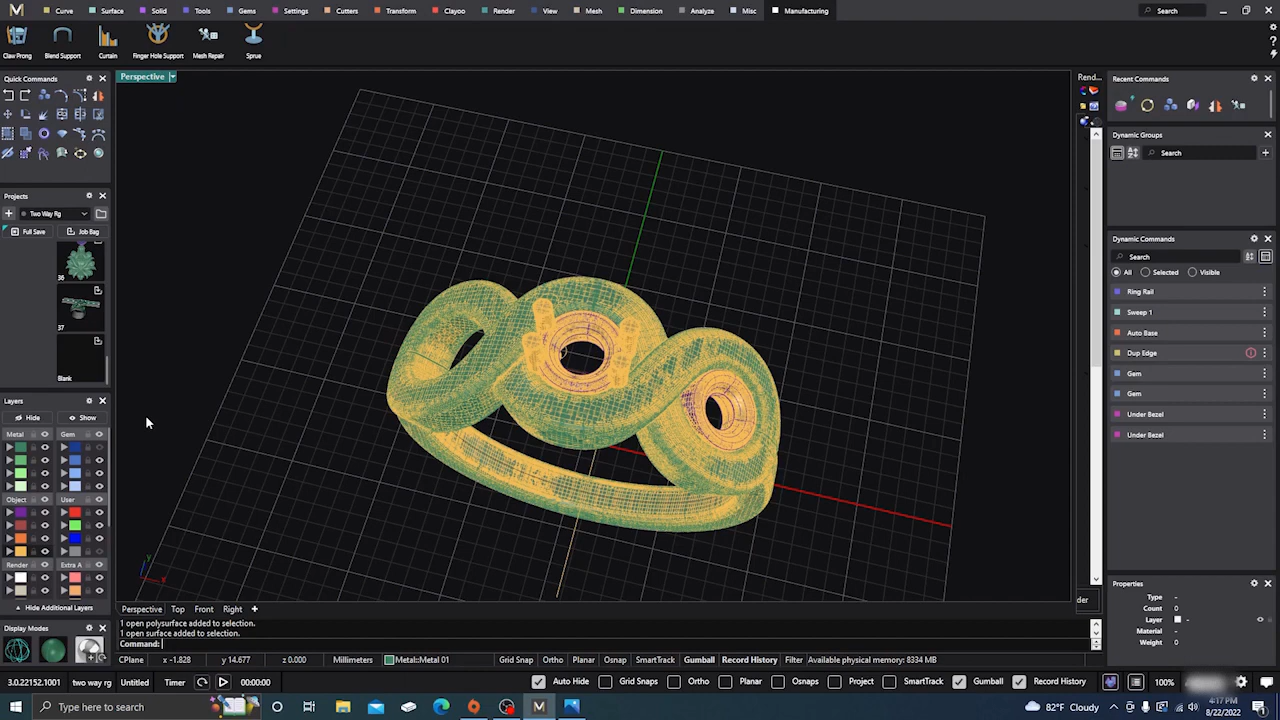 Curve Surface Solid Tools Gems Settings Cutters Transform Clayoo Render View Mesh Dimension Analyze Misc Manufacturing Search
Claw Prong Blend Support Curtain Finger Hole Support Mesh Repair Sprue
Quick Commands
Perspective
Rend...
Recent Commands
Dynamic Groups
Search
Projects
Two Way Rg
Full Save Job Bag
36
37
Blank
Dynamic Commands
Search
All Selected Visible
Ring Rail
Sweep 1
Auto Base
Dup Edge
Gem
Gem
Under Bezel
Under Bezel
Layers
Hide Show
Metal Gem
Object User
Render Extra A
Hide Additional Layers
Display Modes
y
x
der
Properties
Type -
Count 0
Layer -
Material -
Weight 0
Perspective Top Front Right
1 open polysurface added to selection.
1 open surface added to selection.
Command:
CPlane x -1.828 y 14.677 z 0.000 Millimeters Metal::Metal 01 Grid Snap Ortho Planar Osnap SmartTrack Gumball Record History Filter Available physical memory: 8334 MB
3.0.22152.1001 two way rg Untitled Timer 00:00:00 Auto Hide Grid Snaps Ortho Planar Osnaps Project SmartTrack Gumball Record History 100%
Type here to search 82°F Cloudy 4:17 PM
8/22/2022